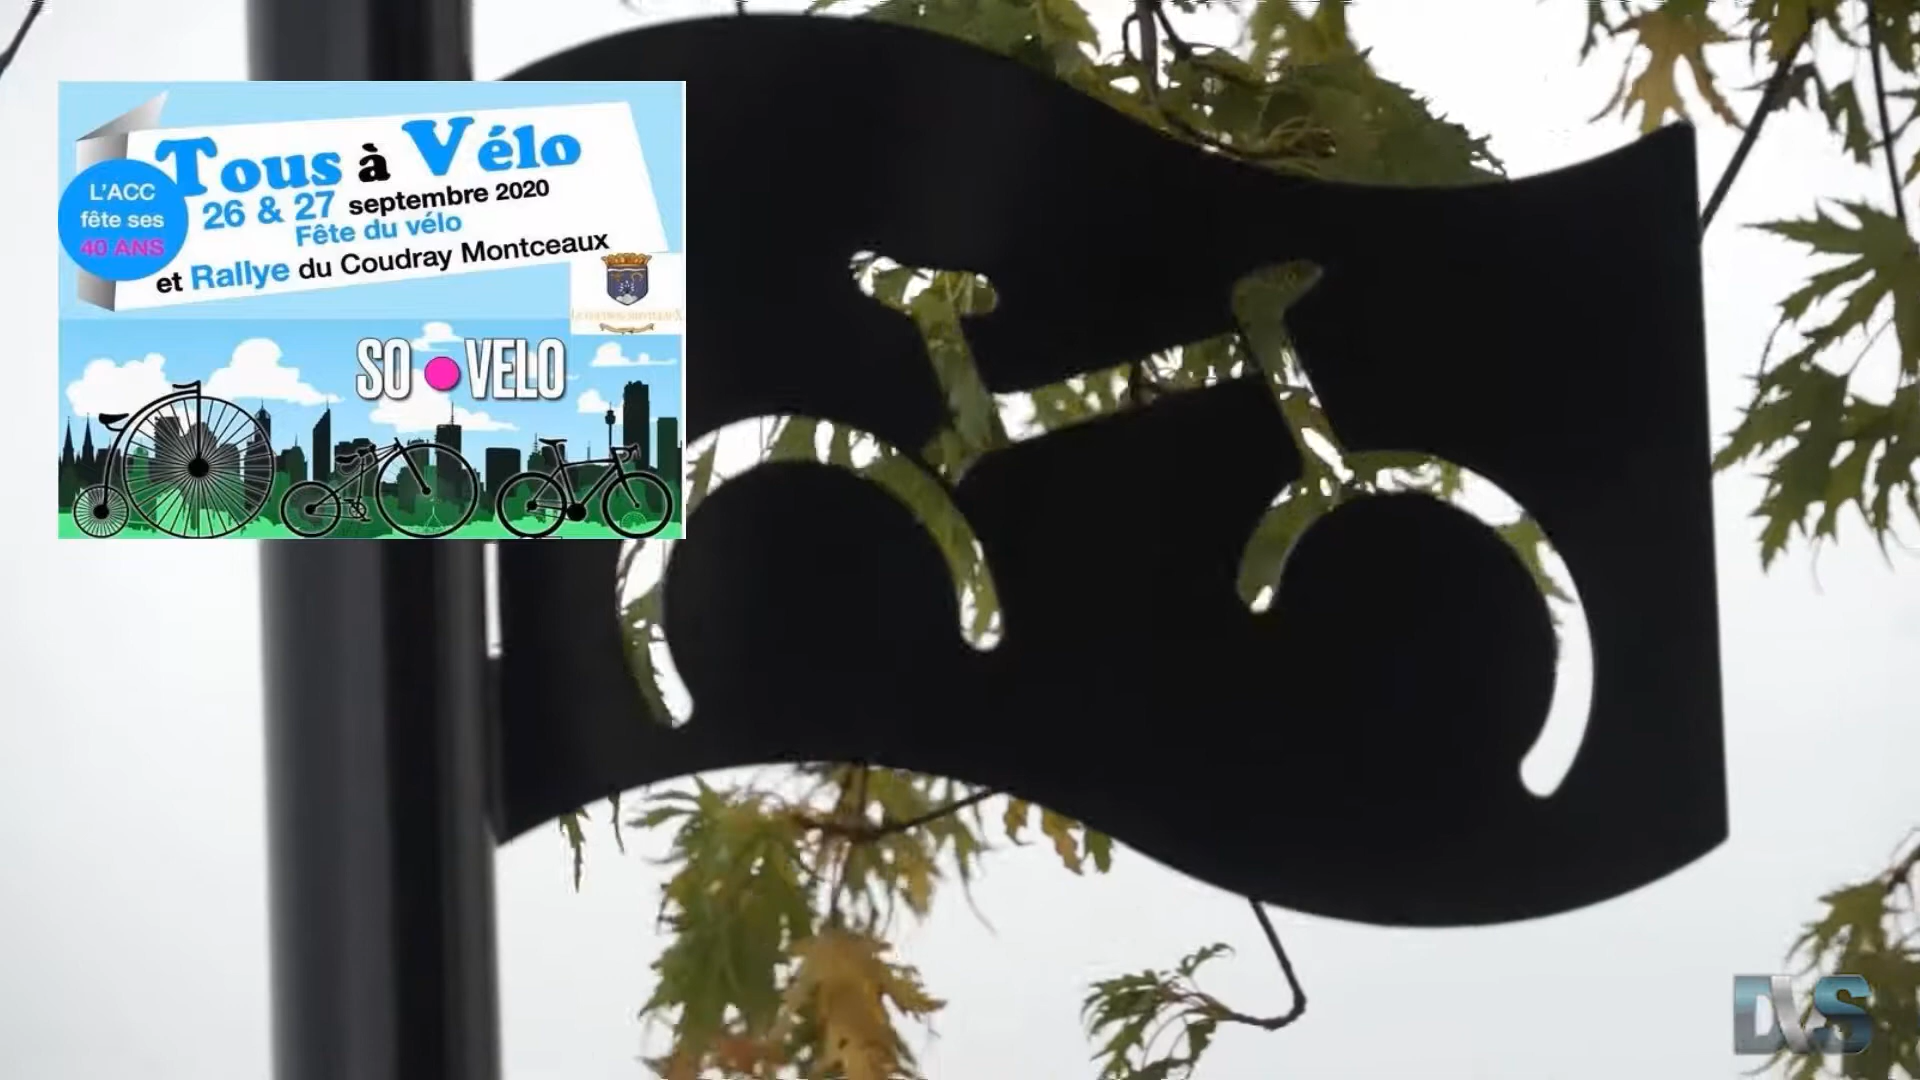 Tous à Vélo
L'ACC
fête ses
40 ANS
26 & 27 septembre 2020
Fête du vélo
et Rallye du Coudray Montceaux
SO VELO
DVS